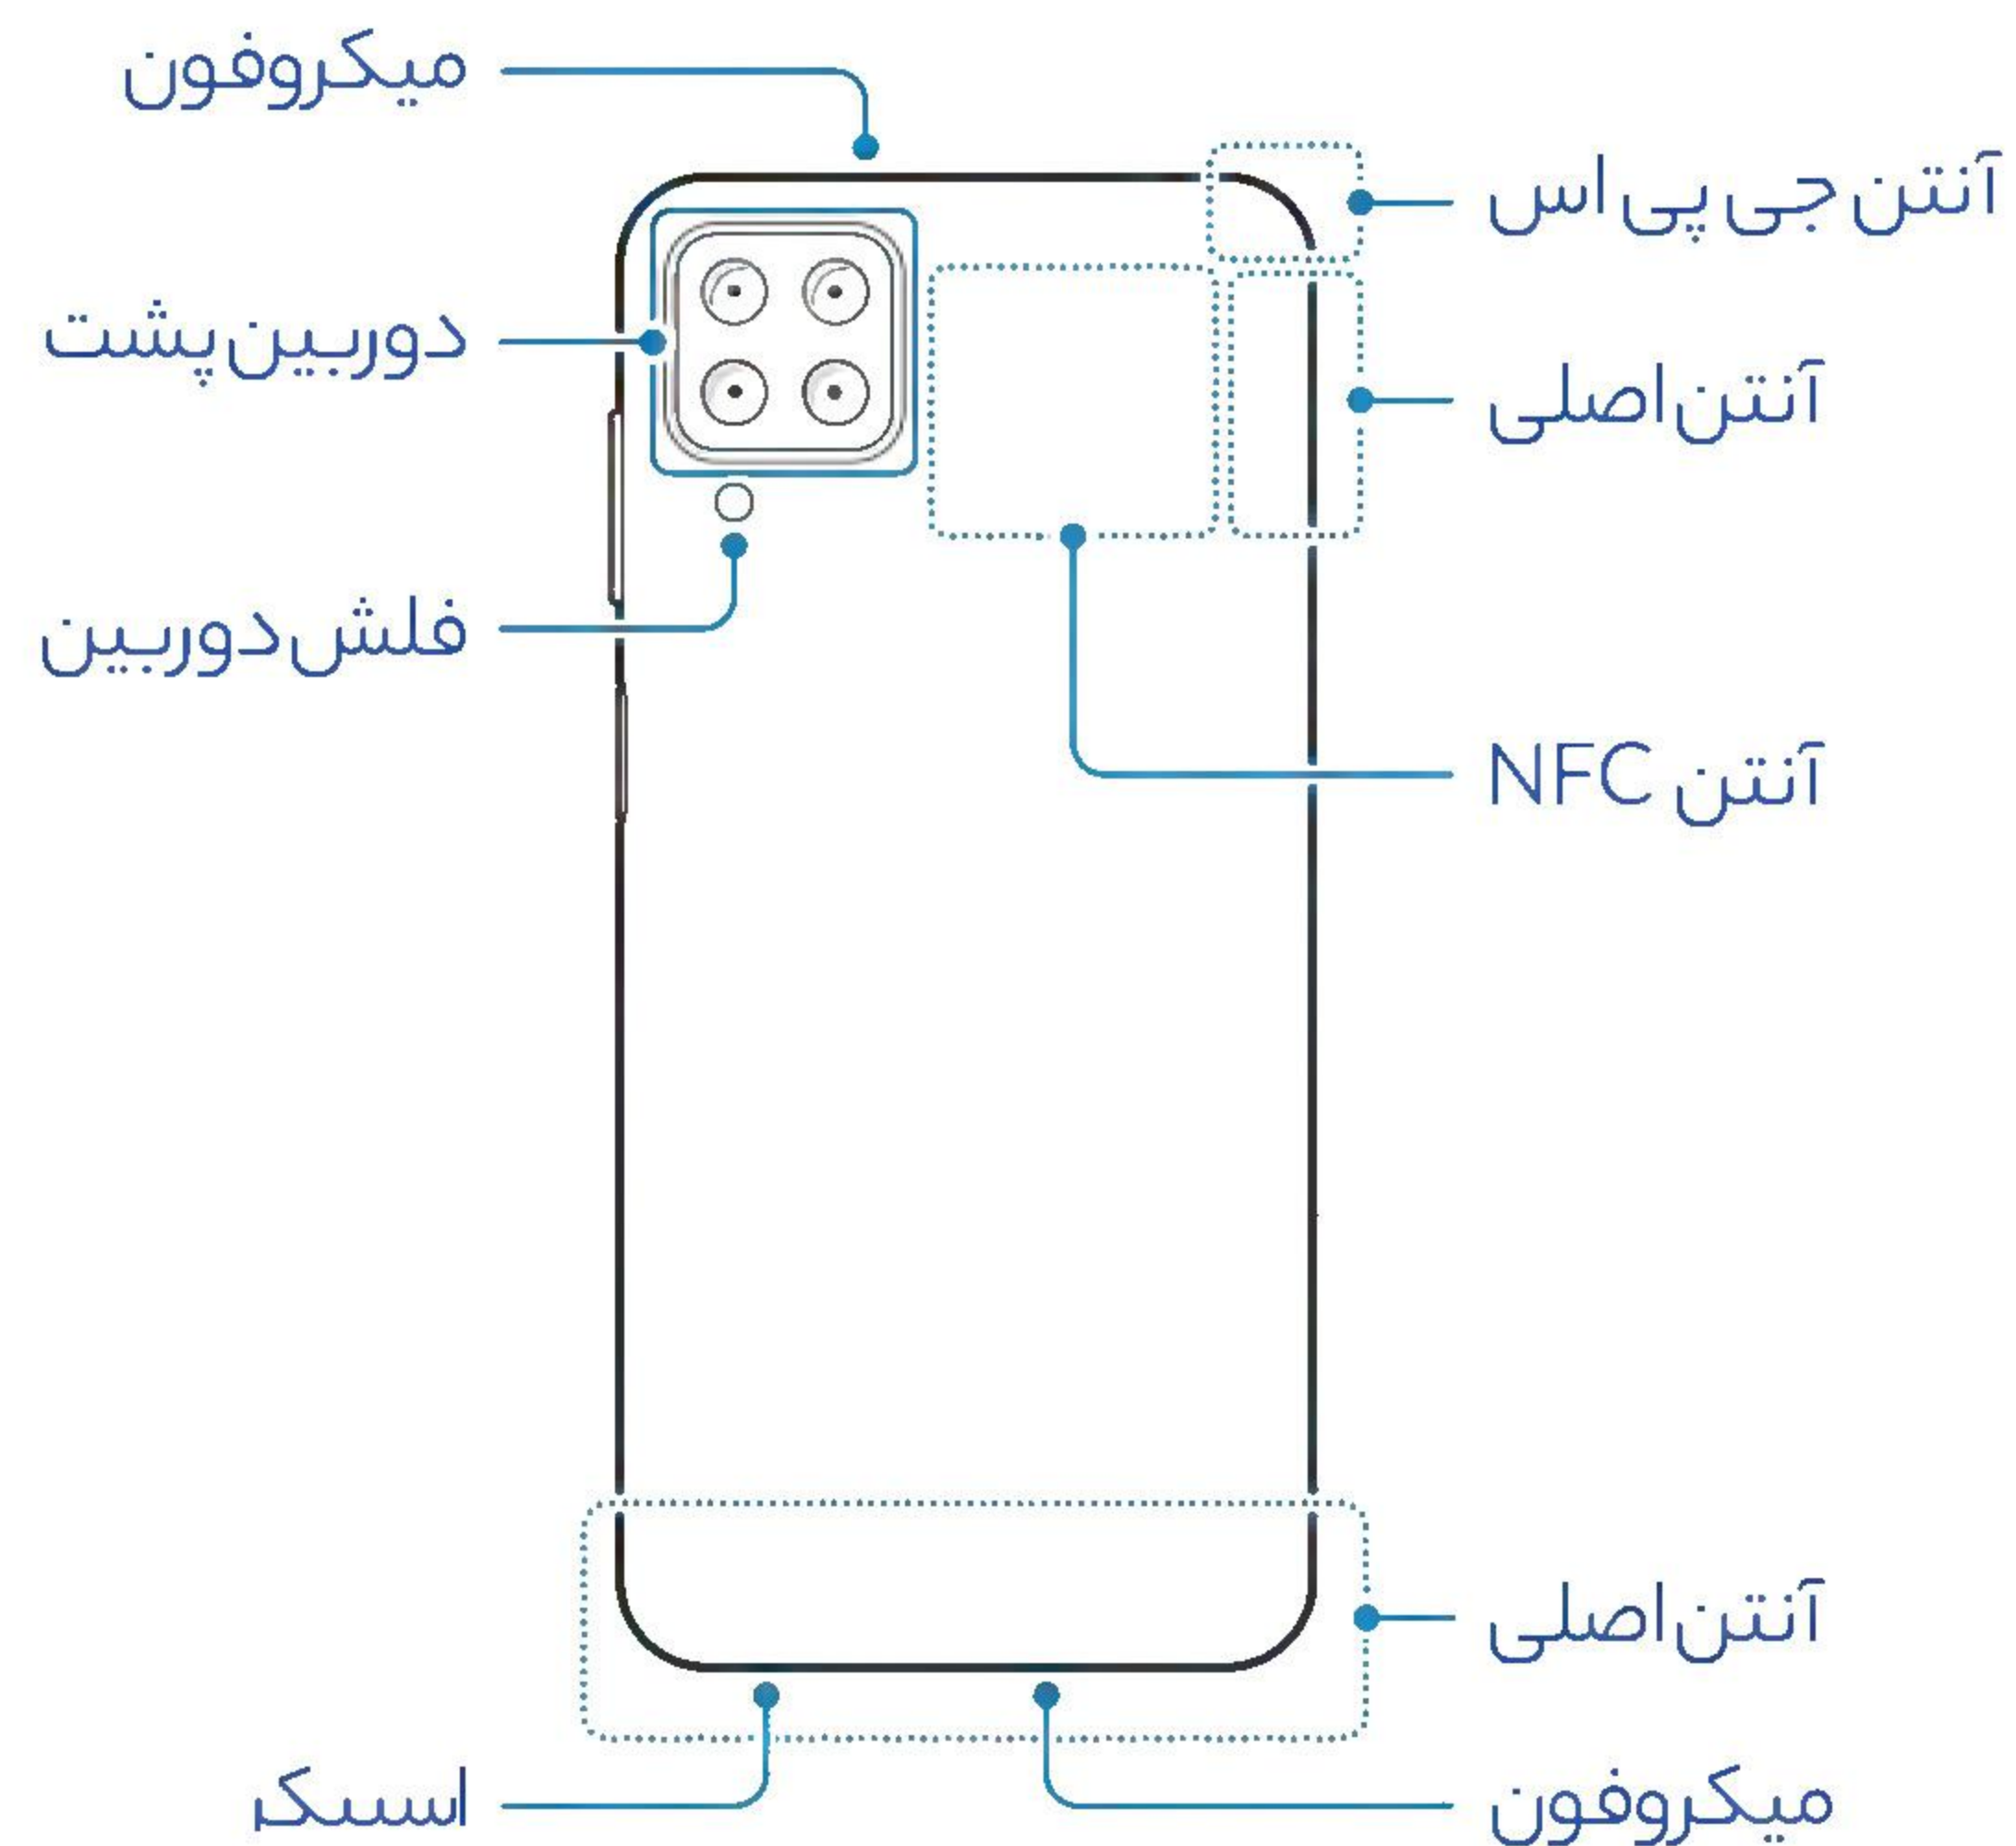 میکروفون
آنتن جی پی اس
دوربین پشت
آنتن اصلی
فلش دوربین
آنتن NFC
آنتن اصلی
میکروفون
اسپیکر